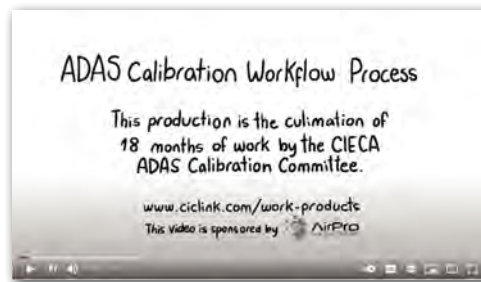 ADAS Calibration Workflow Process
This production is the culimation of
18 months of work by the CIECA
ADAS Calibration Committee.
www.ciclink.com/work-products
This video is sponsored by AirPro